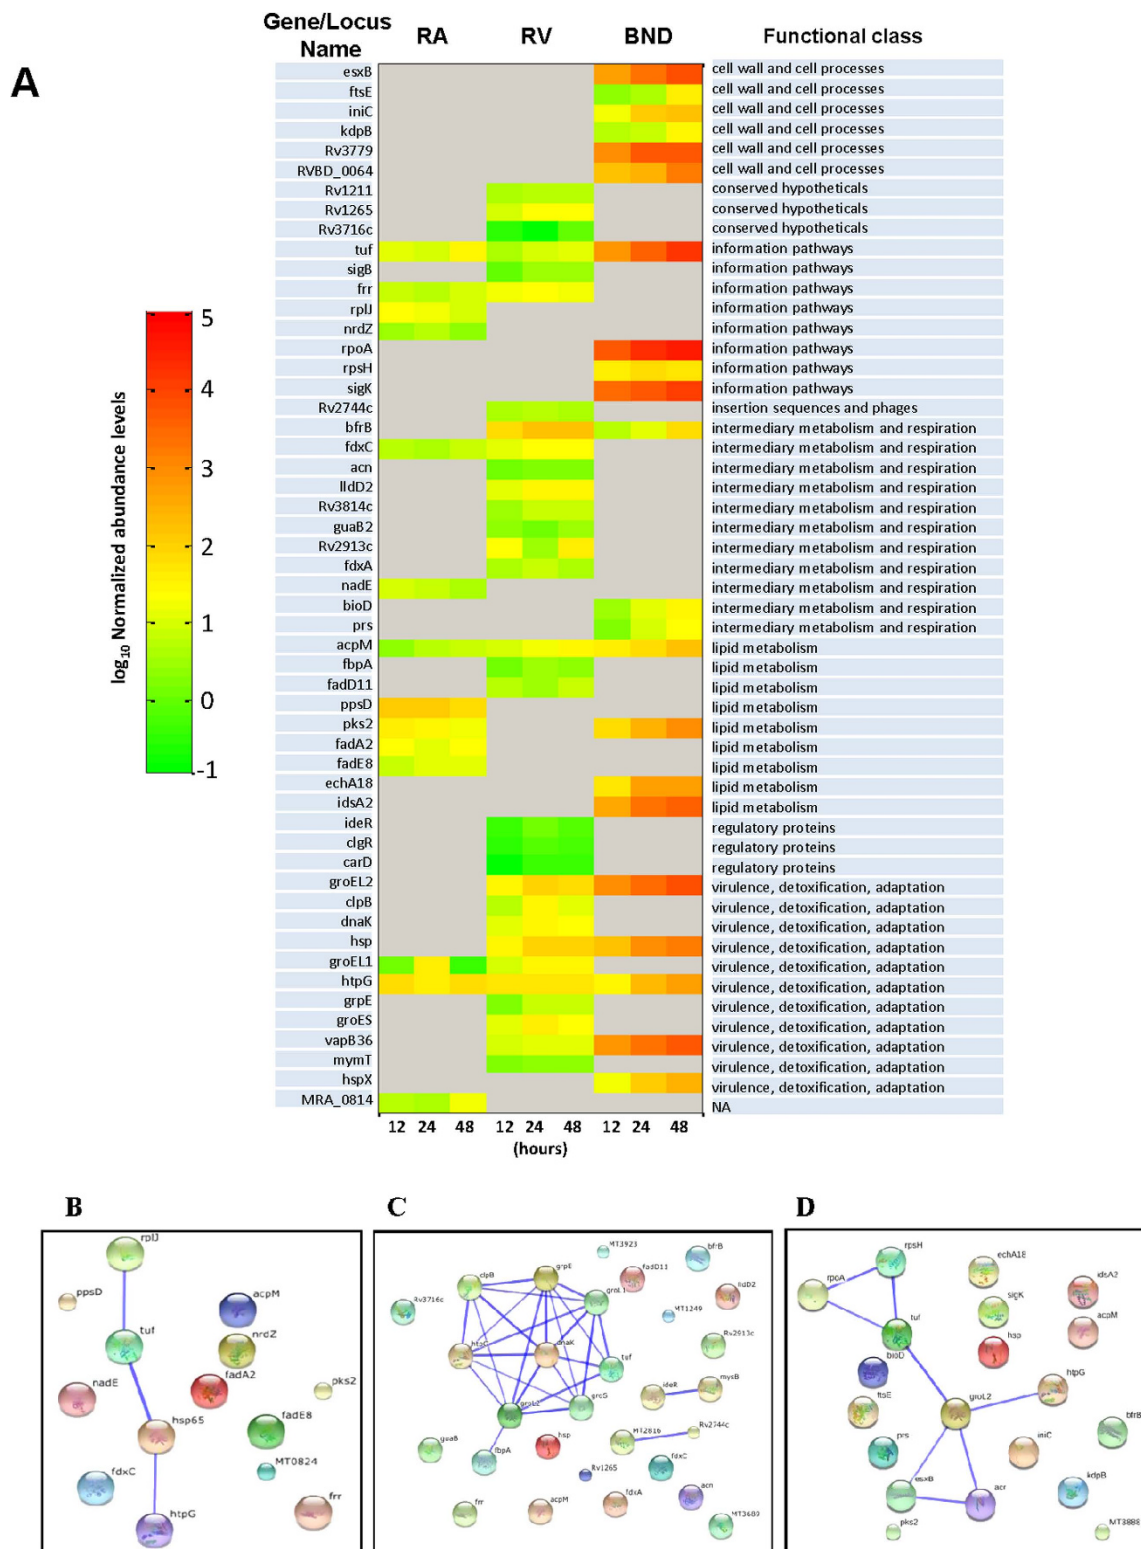 A
Gene/Locus Name RA RV BND Functional class
esxB cell wall and cell processes
ftsE cell wall and cell processes
iniC cell wall and cell processes
kdpB cell wall and cell processes
Rv3779 cell wall and cell processes
RVBD_0064 cell wall and cell processes
Rv1211 conserved hypotheticals
Rv1265 conserved hypotheticals
Rv3716c conserved hypotheticals
tuf information pathways
sigB information pathways
frr information pathways
rplJ information pathways
nrdZ information pathways
rpoA information pathways
rpsH information pathways
sigK information pathways
Rv2744c insertion sequences and phages
bfrB intermediary metabolism and respiration
fdxC intermediary metabolism and respiration
acn intermediary metabolism and respiration
lldD2 intermediary metabolism and respiration
Rv3814c intermediary metabolism and respiration
guaB2 intermediary metabolism and respiration
Rv2913c intermediary metabolism and respiration
fdxA intermediary metabolism and respiration
nadE intermediary metabolism and respiration
bioD intermediary metabolism and respiration
prs intermediary metabolism and respiration
acpM lipid metabolism
fbpA lipid metabolism
fadD11 lipid metabolism
ppsD lipid metabolism
pks2 lipid metabolism
fadA2 lipid metabolism
fadE8 lipid metabolism
echA18 lipid metabolism
idsA2 lipid metabolism
ideR regulatory proteins
clgR regulatory proteins
carD regulatory proteins
groEL2 virulence, detoxification, adaptation
clpB virulence, detoxification, adaptation
dnaK virulence, detoxification, adaptation
hsp virulence, detoxification, adaptation
groEL1 virulence, detoxification, adaptation
htpG virulence, detoxification, adaptation
grpE virulence, detoxification, adaptation
groES virulence, detoxification, adaptation
vapB36 virulence, detoxification, adaptation
mymT virulence, detoxification, adaptation
hspX virulence, detoxification, adaptation
MRA_0814 NA
12 24 48 12 24 48 12 24 48
(hours)
log10 Normalized abundance levels
5
4
3
2
1
0
-1
B
rplJ
ppsD
acpM
tuf
nrdZ
nadE
fadA2
pks2
hsp65
fadE8
fdxC
MT0824
htpG
frr
C
MT3923
bfrB
clpB
grpE
fadD11
groL1
lldD2
Rv3716c
MT1249
htpG
dnaK
Rv2913c
tuf
ideR
mysB
groL2
groS
guaB
fbpA
hsp
MT2816
Rv2744c
Rv1265
fdxC
frr
acpM
fdxA
acn
MT3680
D
rpsH
echA18
idsA2
rpoA
sigK
tuf
hsp
acpM
bioD
htpG
ftsE
groL2
bfrB
prs
iniC
esxB
acr
kdpB
pks2
MT3888